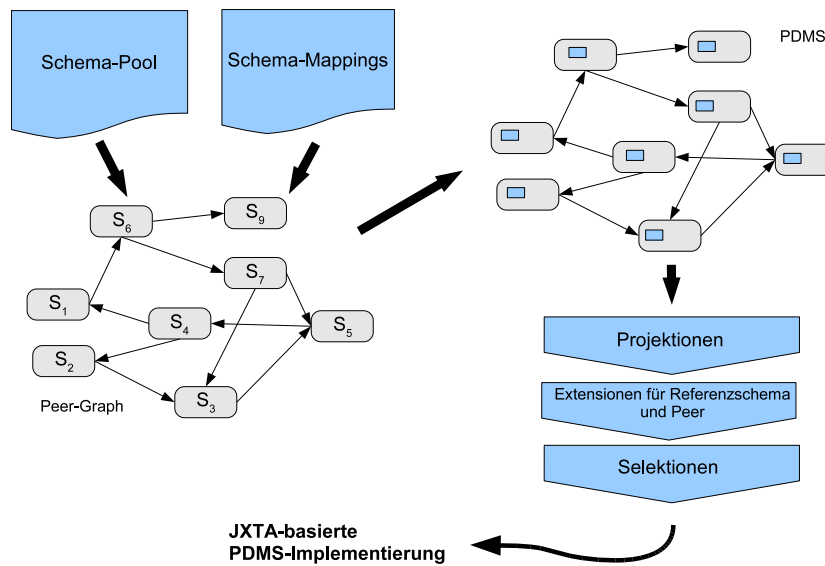 Schema-Pool
Schema-Mappings
PDMS
S6
S9
S7
S1
S4
S5
S2
S3
Peer-Graph
Projektionen
Extensionen für Referenzschema
und Peer
Selektionen
JXTA-basierte
PDMS-Implementierung